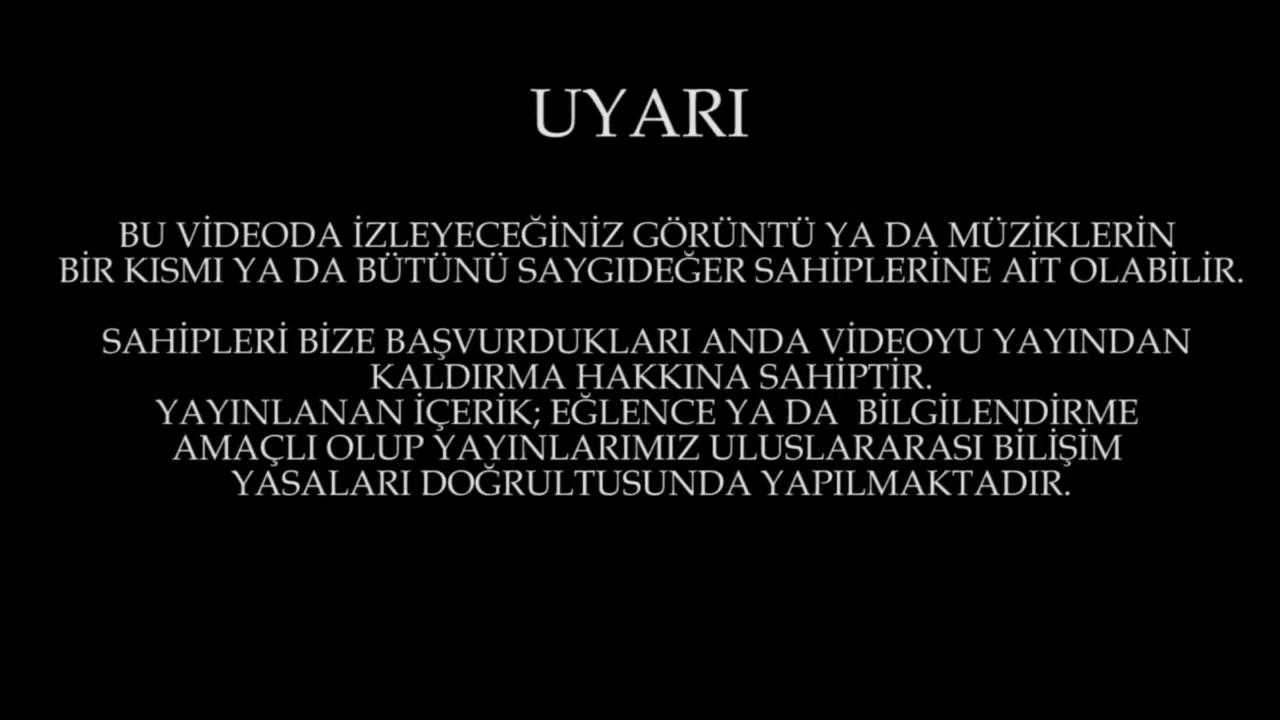 UYARI
BU VİDEODA İZLEYECEĞİNİZ GÖRÜNTÜ YA DA MÜZİKLERİN
BİR KISMI YA DA BÜTÜNÜ SAYGIDEĞER SAHİPLERİNE AİT OLABİLİR.
SAHİPLERİ BİZE BAŞVURDUKLARI ANDA VİDEOYU YAYINDAN
KALDIRMA HAKKINA SAHİPTİR.
YAYINLANAN İÇERİK; EĞLENCE YA DA  BİLGİLENDİRME
AMAÇLI OLUP YAYINLARIMIZ ULUSLARARASI BİLİŞİM
YASALARI DOĞRULTUSUNDA YAPILMAKTADIR.